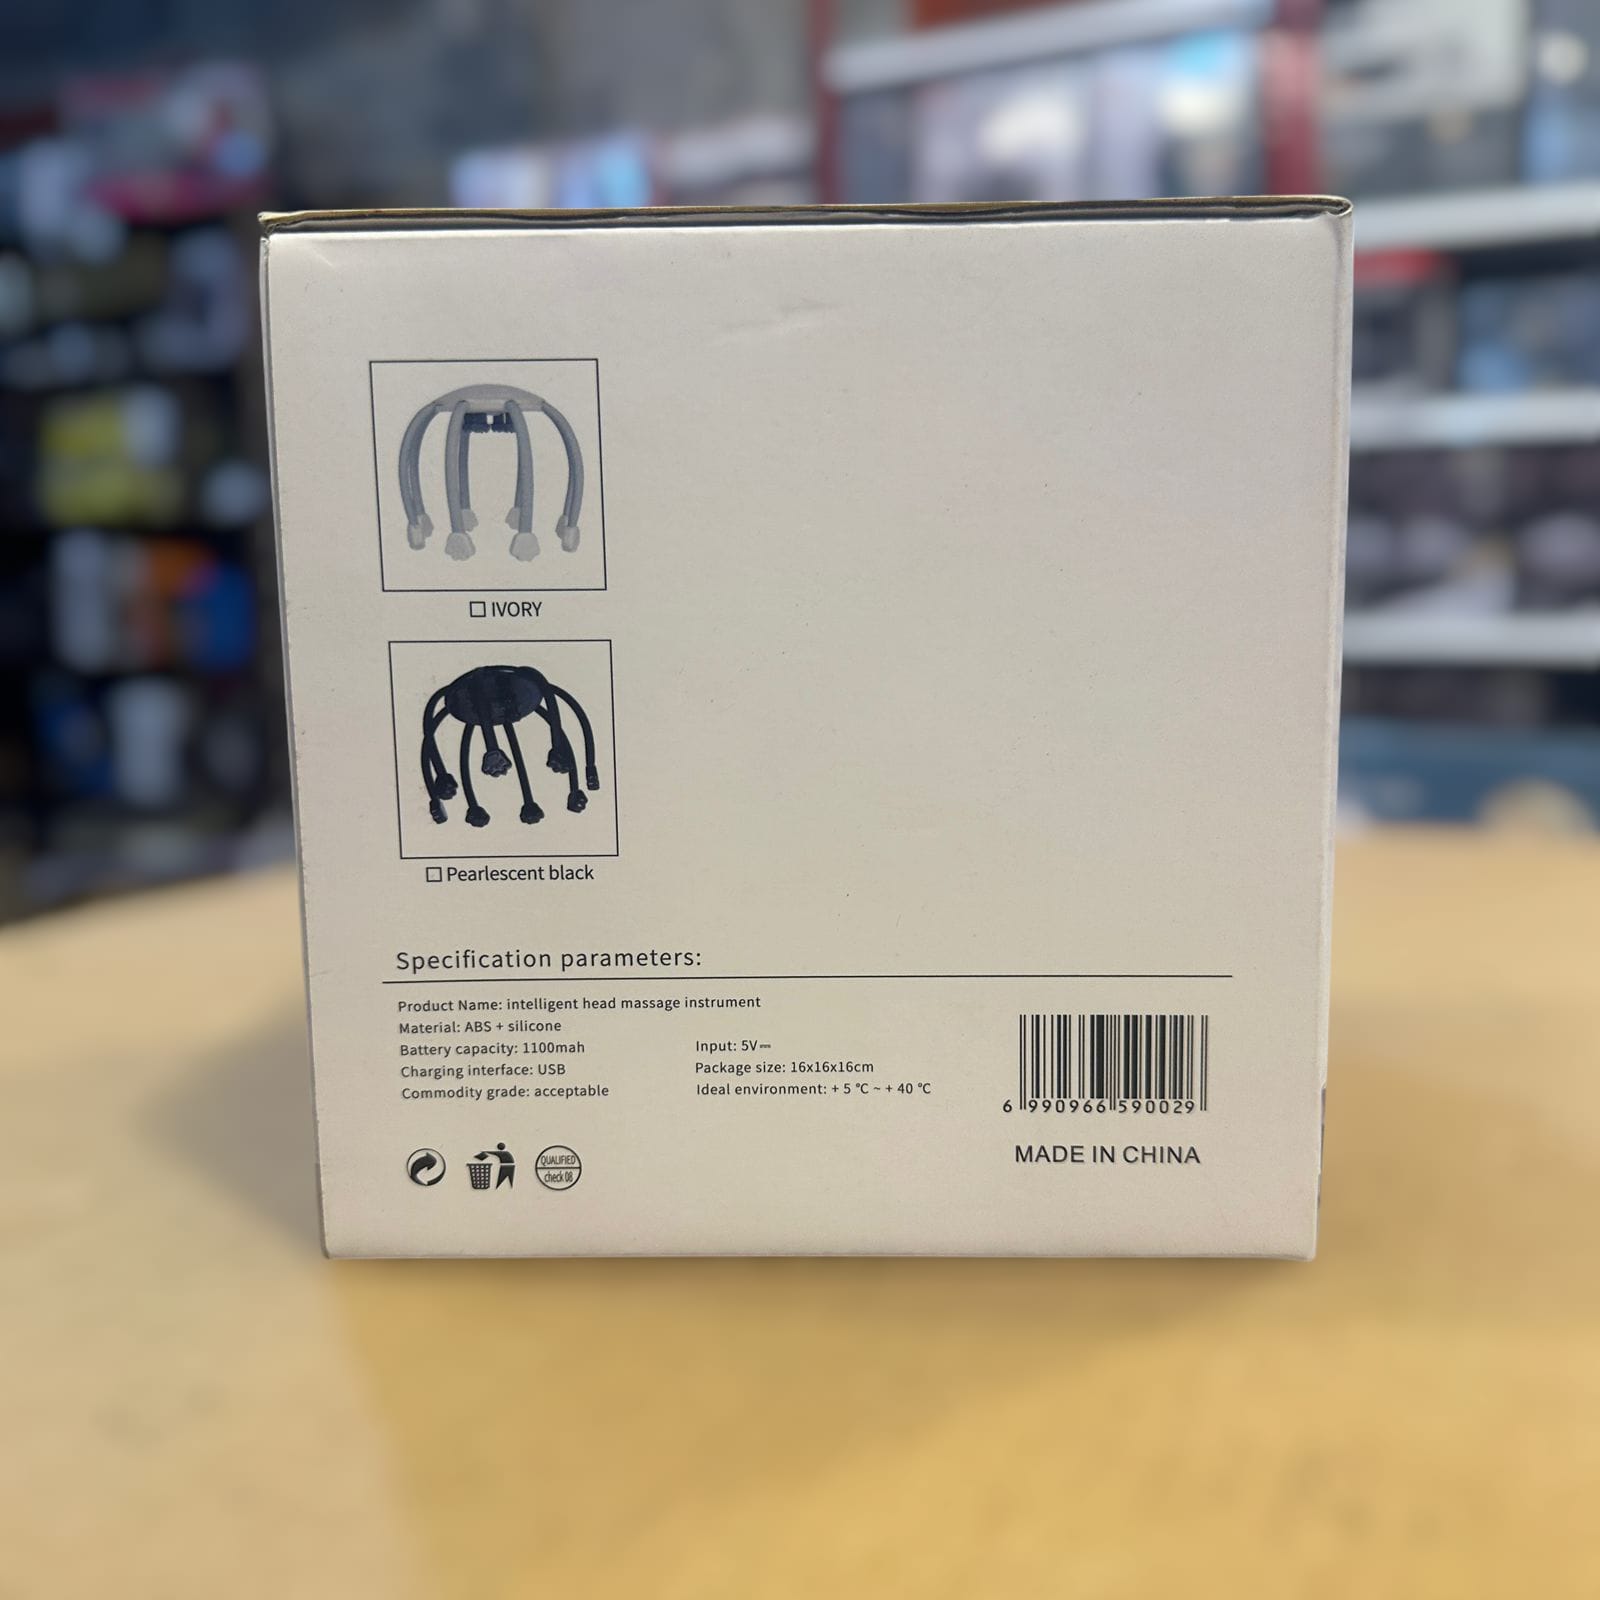 ☐ IVORY
☐ Pearlescent black
Specification parameters:
Product Name: intelligent head massage instrument
Material: ABS + silicone
Battery capacity: 1100mah
Charging interface: USB
Commodity grade: acceptable
Input: 5V⎓
Package size: 16x16x16cm
Ideal environment: + 5 ℃ ~ + 40 ℃
6 990966 590029
MADE IN CHINA
QUALIFIED
check 08